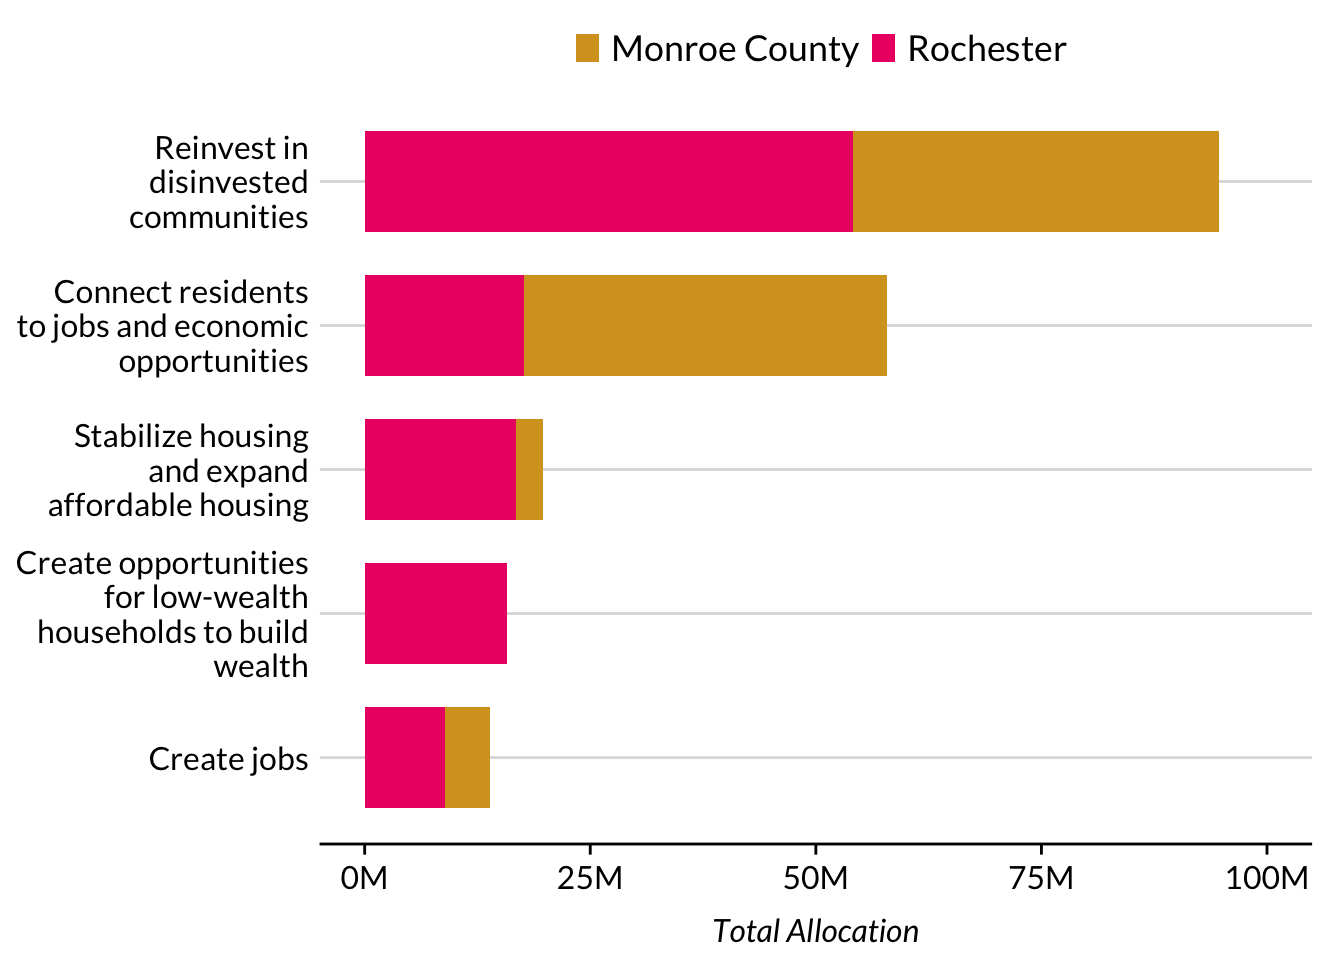 Monroe County Rochester
Reinvest in
disinvested
communities
Connect residents
to jobs and economic
opportunities
Stabilize housing
and expand
affordable housing
Create opportunities
for low-wealth
households to build
wealth
Create jobs
0M 25M 50M 75M 100M
Total Allocation